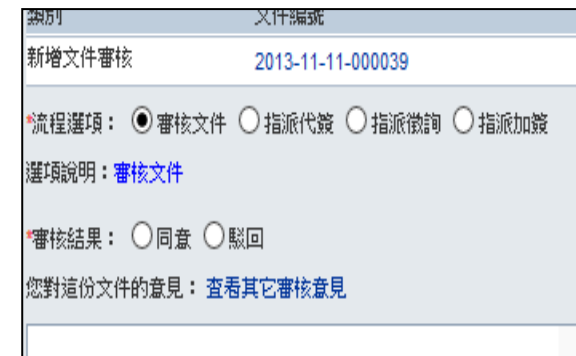 類別 文件編號
新增文件審核 2013-11-11-000039
*流程選項： 審核文件 指派代簽 指派徵詢 指派加簽
選項說明：審核文件
*審核結果： 同意 駁回
您對這份文件的意見：查看其它審核意見